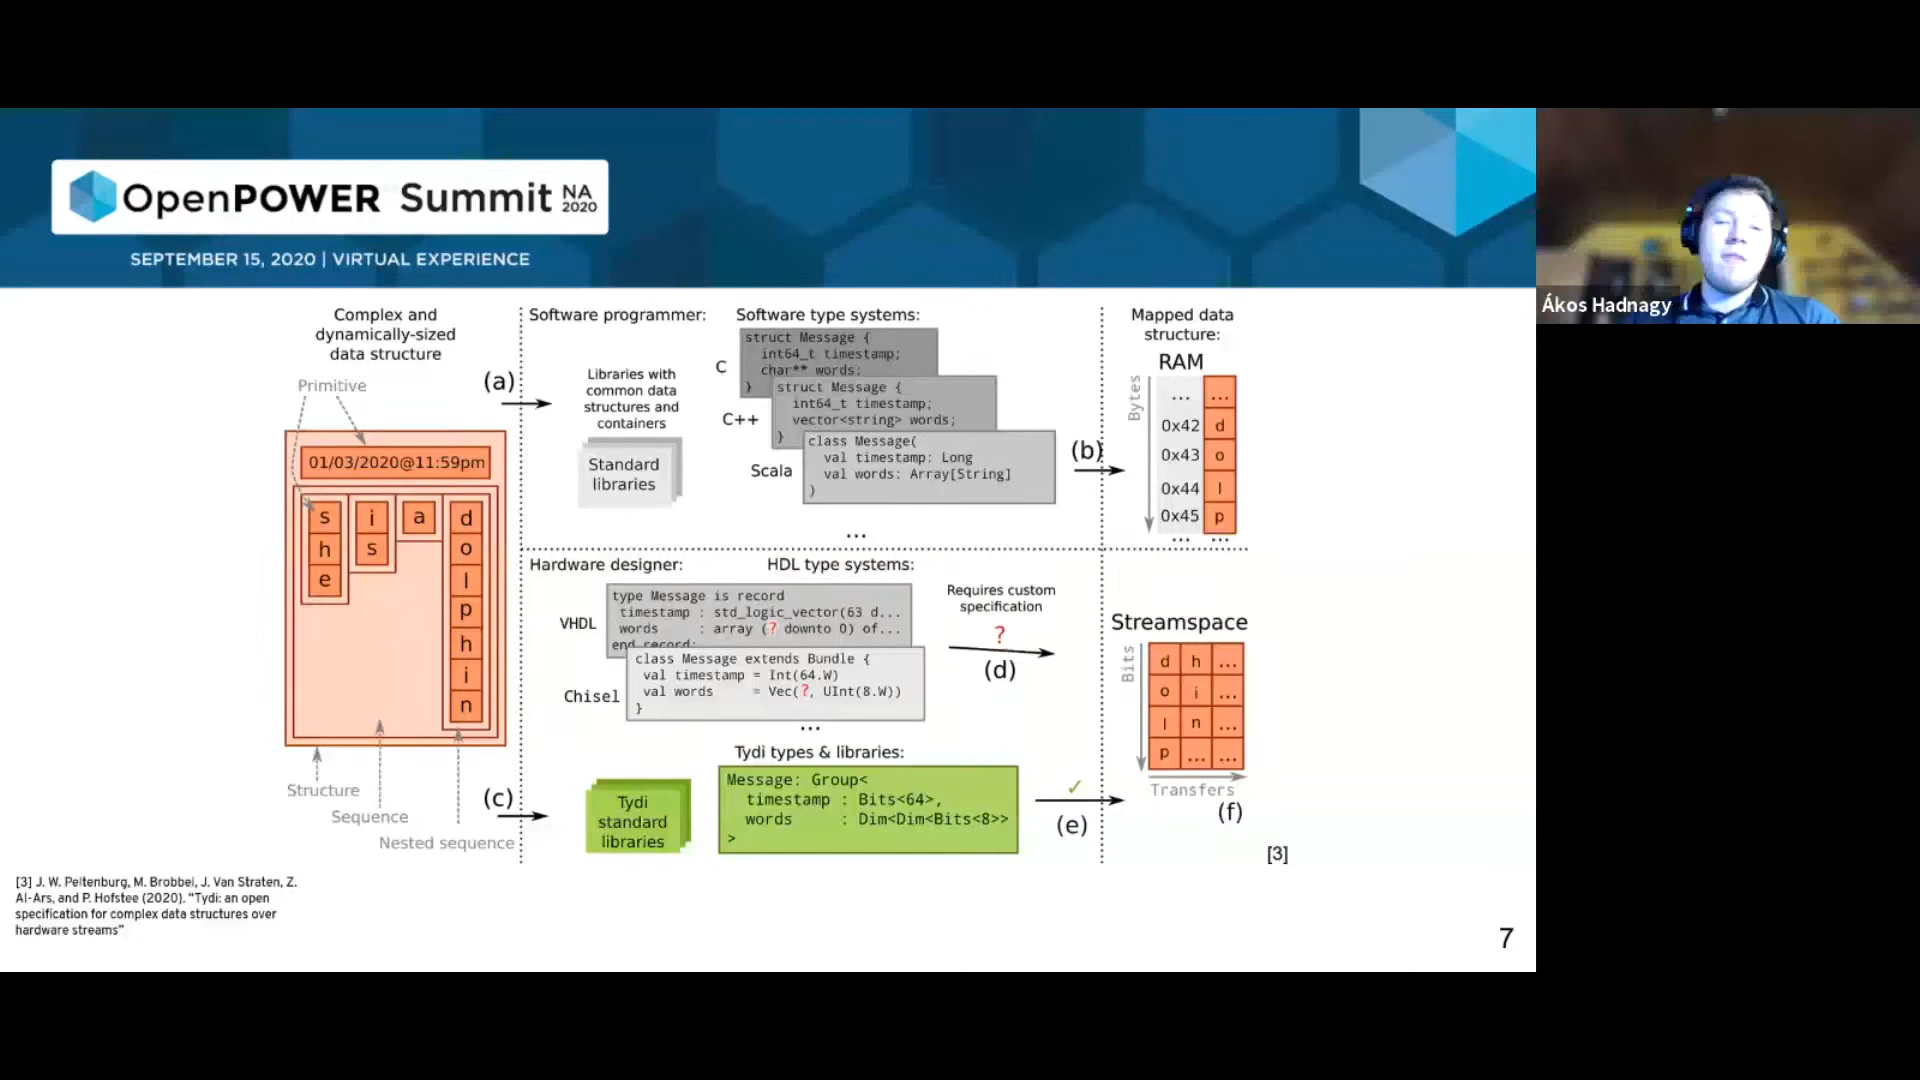 OpenPOWER Summit NA 2020
SEPTEMBER 15, 2020 | VIRTUAL EXPERIENCE
Ákos Hadnagy
Complex and
dynamically-sized
data structure
Primitive
01/03/2020@11:59pm
s i a d
h s o
e l
p
h
i
n
Structure
Sequence
Nested sequence
(a)
(c)
Software programmer:
Libraries with
common data
structures and
containers
Standard
libraries
Software type systems:
C
struct Message {
int64_t timestamp;
char** words;
}
C++
struct Message {
int64_t timestamp;
vector<string> words;
}
Scala
class Message(
val timestamp: Long
val words: Array[String]
)
...
(b)
Mapped data
structure:
RAM
Bytes
... ...
0x42 d
0x43 o
0x44 l
0x45 p
... ...
Hardware designer:
HDL type systems:
VHDL
type Message is record
timestamp : std_logic_vector(63 d...
words : array (? downto 0) of...
end record;
Chisel
class Message extends Bundle {
val timestamp = Int(64.W)
val words = Vec(?, UInt(8.W))
}
...
Requires custom
specification
?
(d)
Tydi types & libraries:
Tydi
standard
libraries
Message: Group<
timestamp : Bits<64>,
words : Dim<Dim<Bits<8>>
>
✓
(e)
Streamspace
Bits
d h ...
o i ...
l n ...
p ... ...
Transfers
(f)
[3]
[3] J. W. Peltenburg, M. Brobbel, J. Van Straten, Z.
Al-Ars, and P. Hofstee (2020). "Tydi: an open
specification for complex data structures over
hardware streams"
7